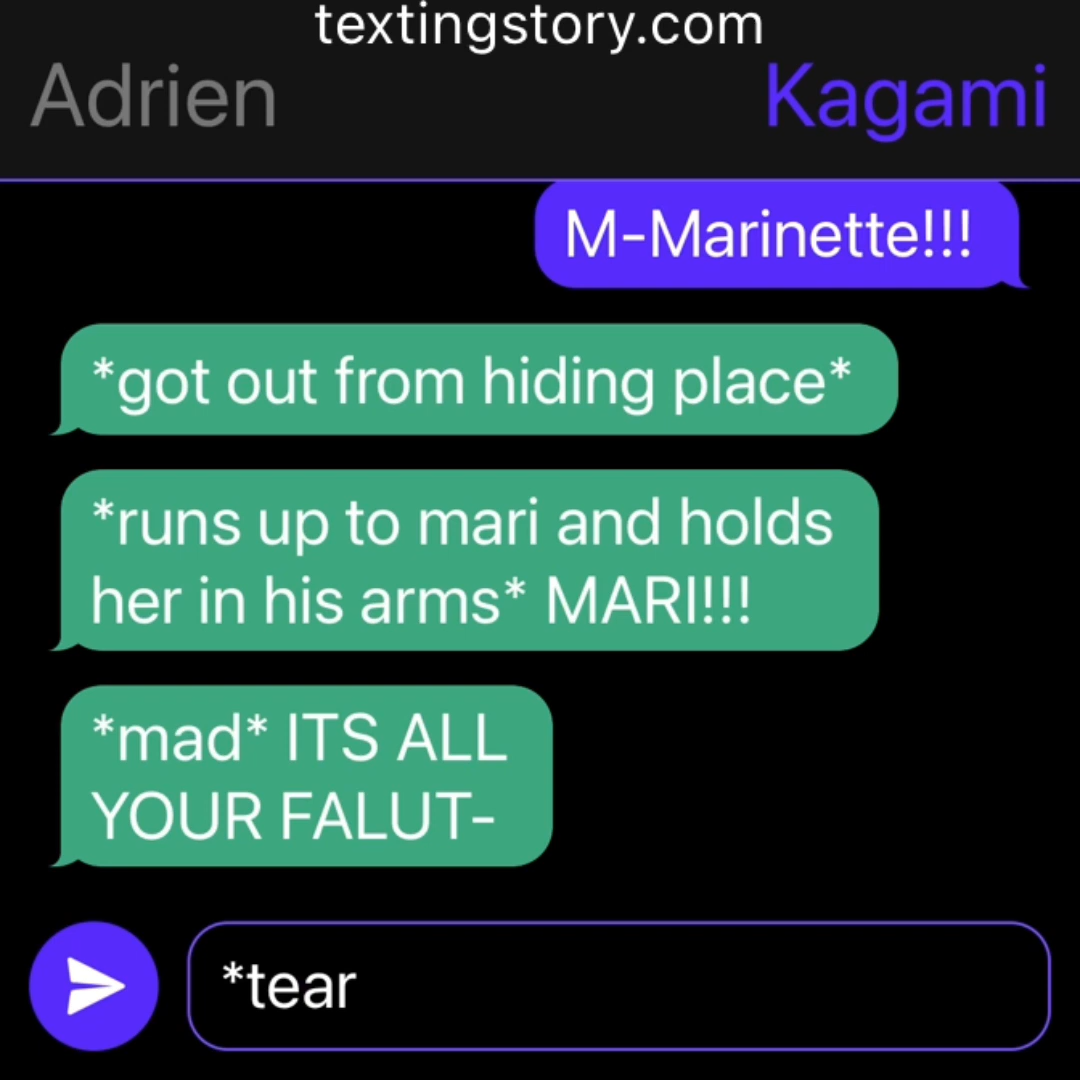 textingstory.com
Adrien
Kagami
M-Marinette!!!
*got out from hiding place*
*runs up to mari and holds
her in his arms* MARI!!!
*mad* ITS ALL
YOUR FALUT-
*tear